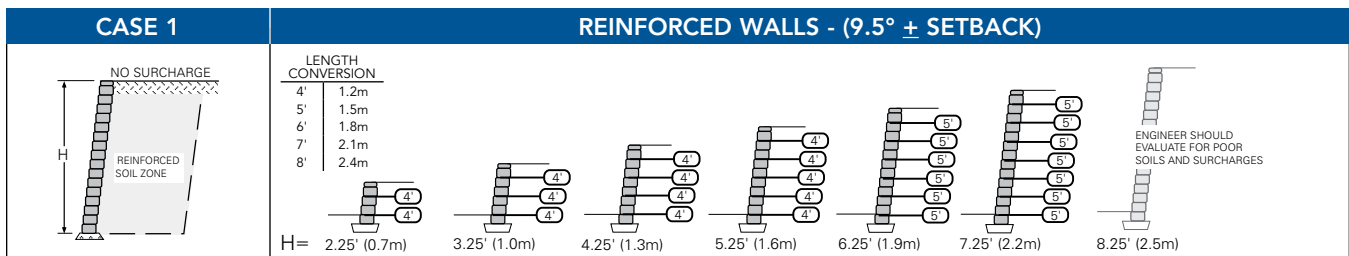 CASE 1
REINFORCED WALLS - (9.5° ± SETBACK)
NO SURCHARGE
H
REINFORCED
SOIL ZONE
LENGTH
CONVERSION
4' 1.2m
5' 1.5m
6' 1.8m
7' 2.1m
8' 2.4m
4'
4'
4'
4'
4'
4'
4'
4'
4'
4'
4'
4'
4'
4'
5'
5'
5'
5'
5'
5'
5'
5'
5'
5'
5'
5'
5'
ENGINEER SHOULD
EVALUATE FOR POOR
SOILS AND SURCHARGES
H= 2.25' (0.7m) 3.25' (1.0m) 4.25' (1.3m) 5.25' (1.6m) 6.25' (1.9m) 7.25' (2.2m) 8.25' (2.5m)